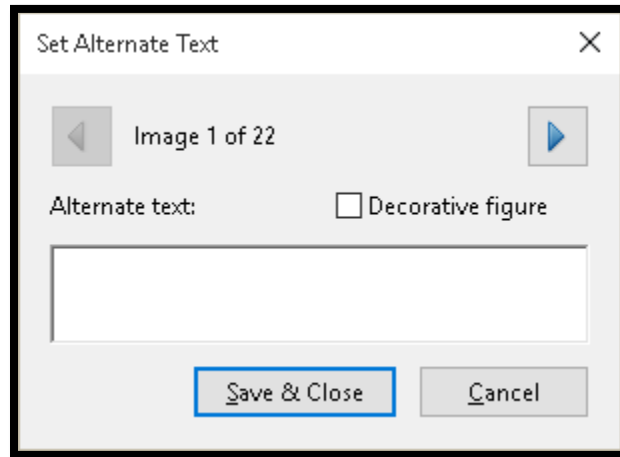 Set Alternate Text
Image 1 of 22
Alternate text: Decorative figure
Save & Close Cancel